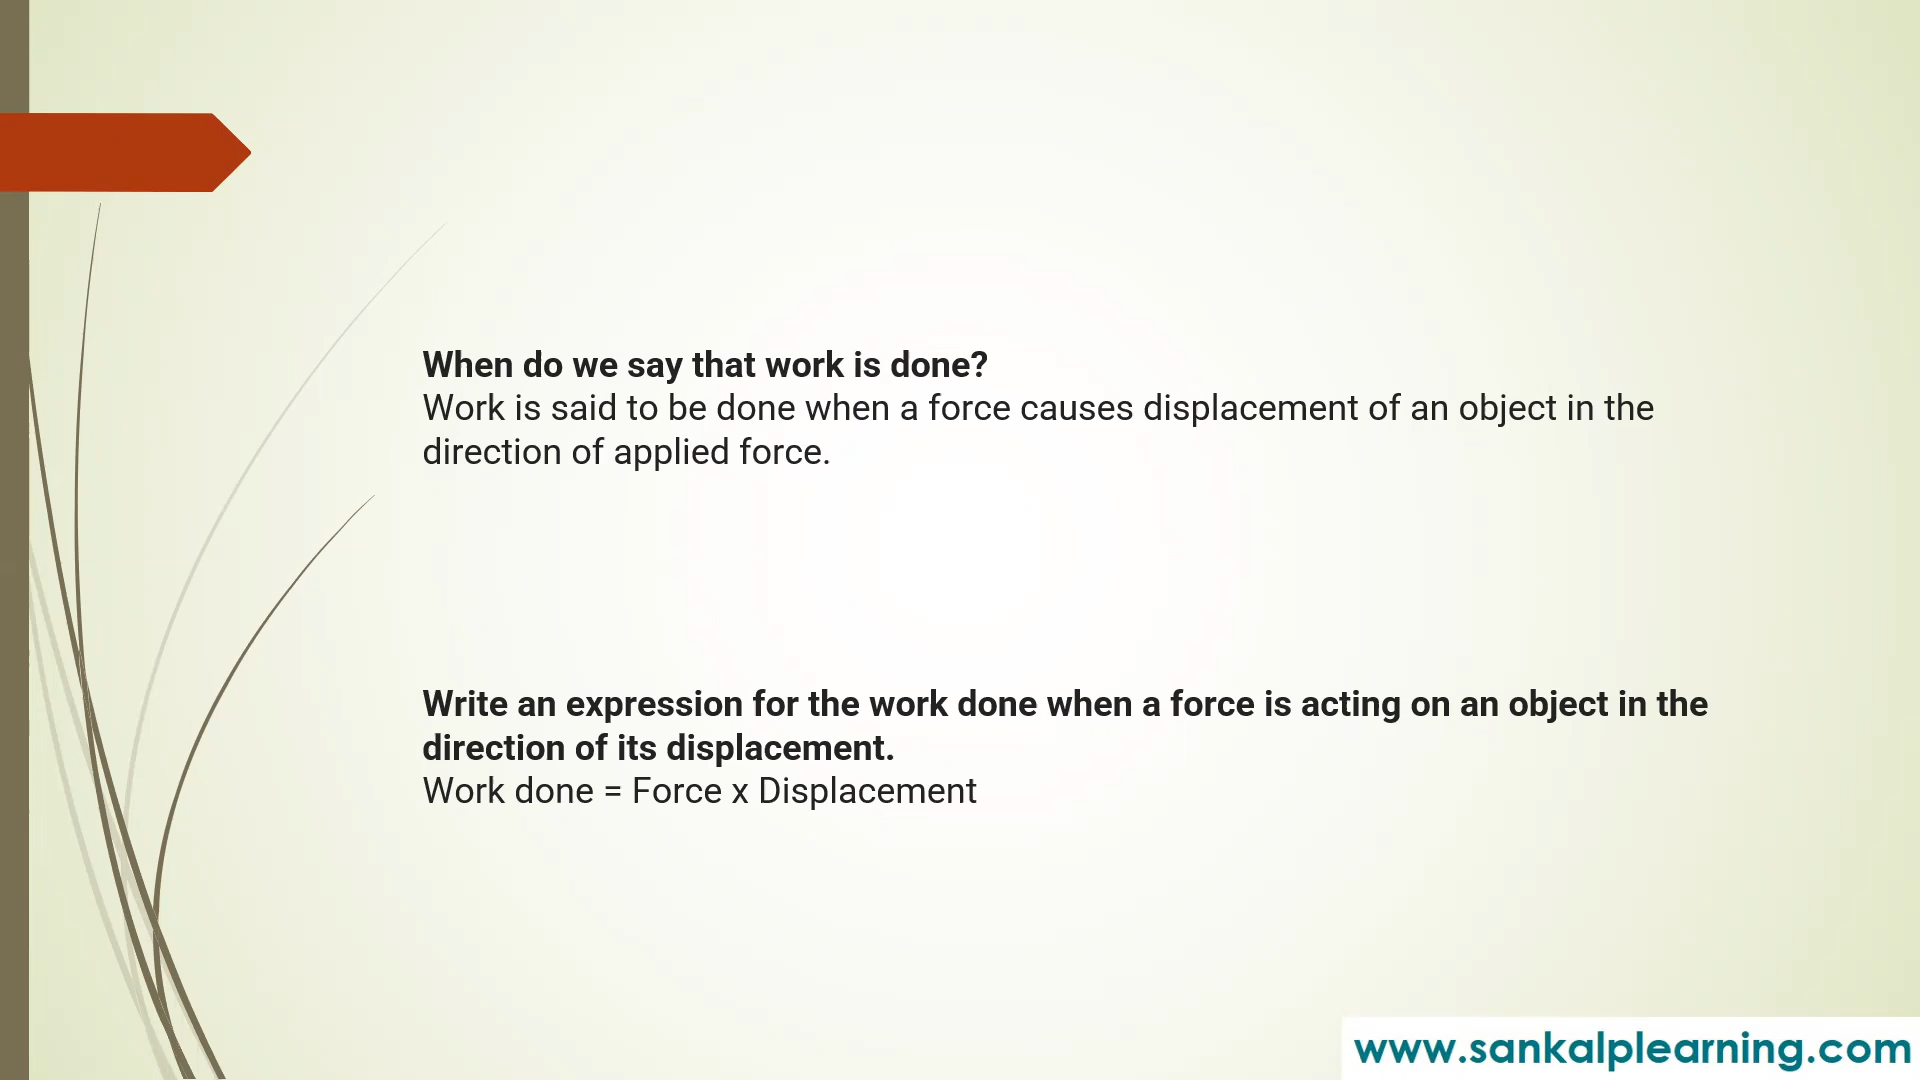 When do we say that work is done?
Work is said to be done when a force causes displacement of an object in the
direction of applied force.
Write an expression for the work done when a force is acting on an object in the
direction of its displacement.
Work done = Force x Displacement
www.sankalplearning.com